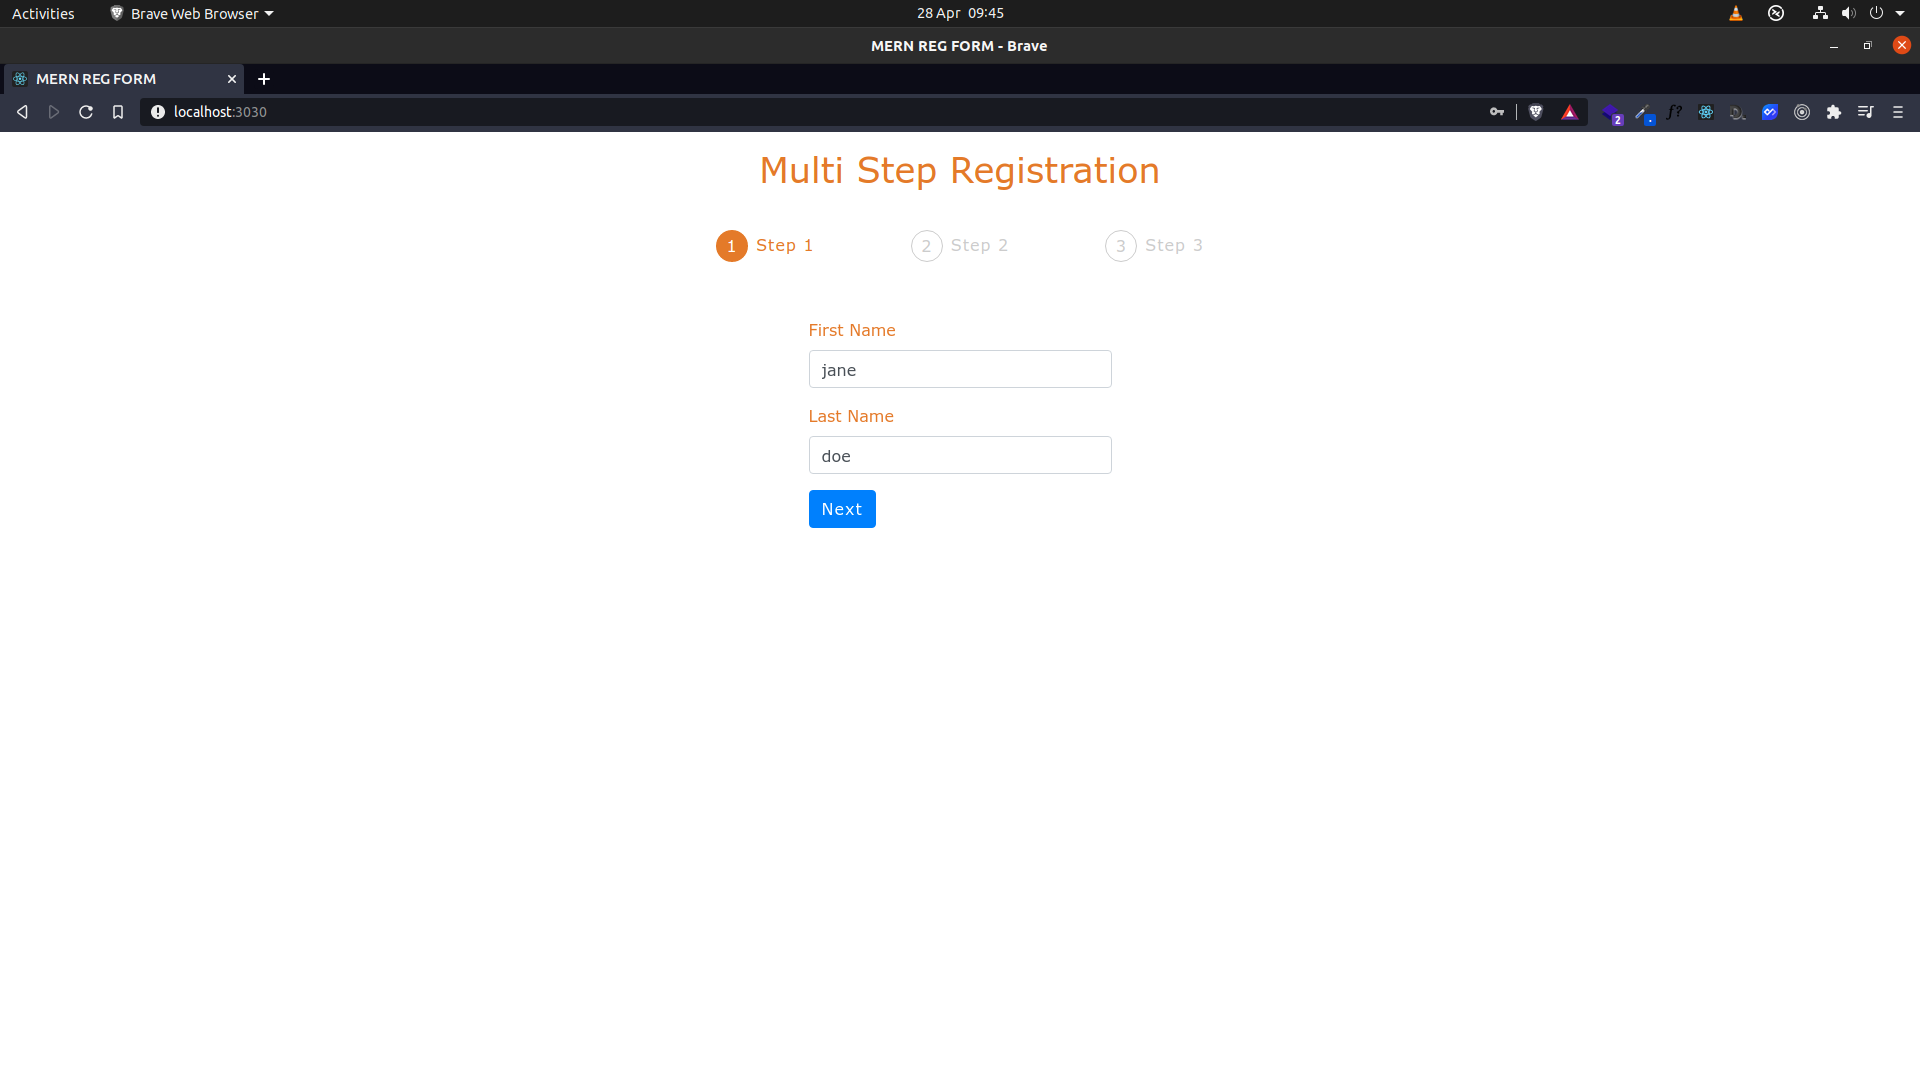 Activities Brave Web Browser 28 Apr 09:45
MERN REG FORM - Brave
MERN REG FORM
localhost:3030
2
f?
Multi Step Registration
1 Step 1 2 Step 2 3 Step 3
First Name
jane
Last Name
doe
Next